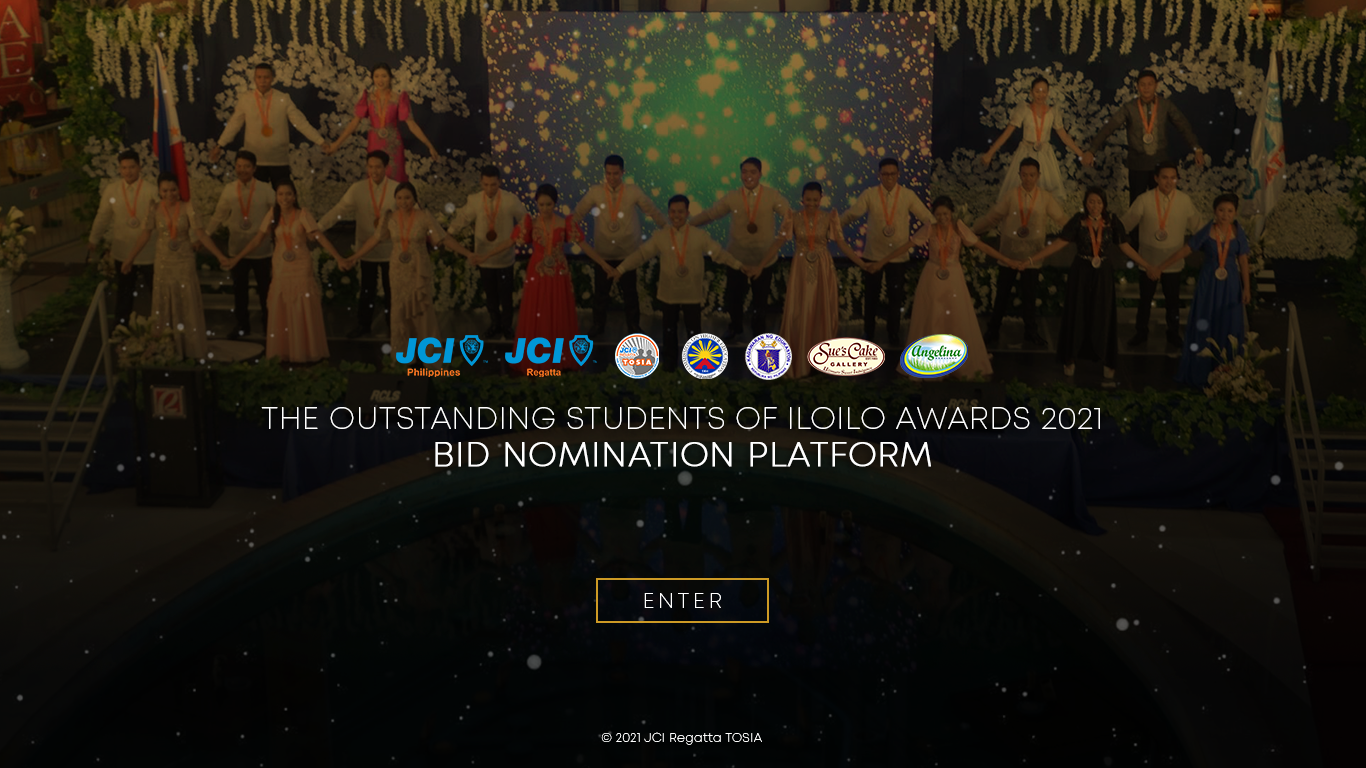 JCI
Philippines
JCI
Regatta
TOSIA
Sue's Cake
GALLERY
Angelina
THE OUTSTANDING STUDENTS OF ILOILO AWARDS 2021
BID NOMINATION PLATFORM
ENTER
© 2021 JCI Regatta TOSIA